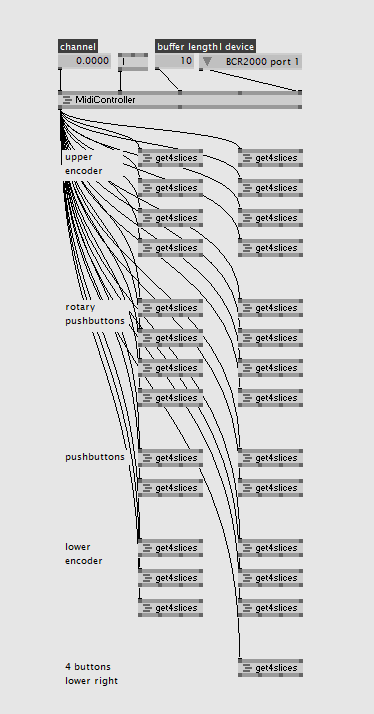 channel
buffer length| device
0.0000
10
BCR2000 port 1
MidiController
upper
encoder
get4slices get4slices
get4slices get4slices
get4slices get4slices
get4slices get4slices
rotary
pushbuttons
get4slices get4slices
get4slices get4slices
get4slices get4slices
get4slices get4slices
pushbuttons
get4slices get4slices
get4slices get4slices
lower
encoder
get4slices get4slices
get4slices get4slices
get4slices get4slices
4 buttons
lower right
get4slices